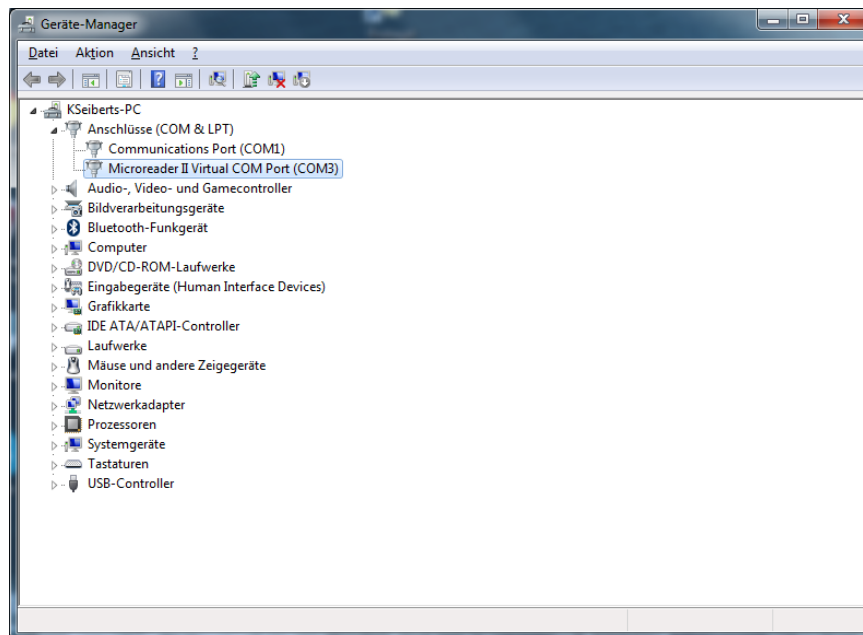 Geräte-Manager
Datei Aktion Ansicht ?
KSeiberts-PC
Anschlüsse (COM & LPT)
Communications Port (COM1)
Microreader II Virtual COM Port (COM3)
Audio-, Video- und Gamecontroller
Bildverarbeitungsgeräte
Bluetooth-Funkgerät
Computer
DVD/CD-ROM-Laufwerke
Eingabegeräte (Human Interface Devices)
Grafikkarte
IDE ATA/ATAPI-Controller
Laufwerke
Mäuse und andere Zeigegeräte
Monitore
Netzwerkadapter
Prozessoren
Systemgeräte
Tastaturen
USB-Controller